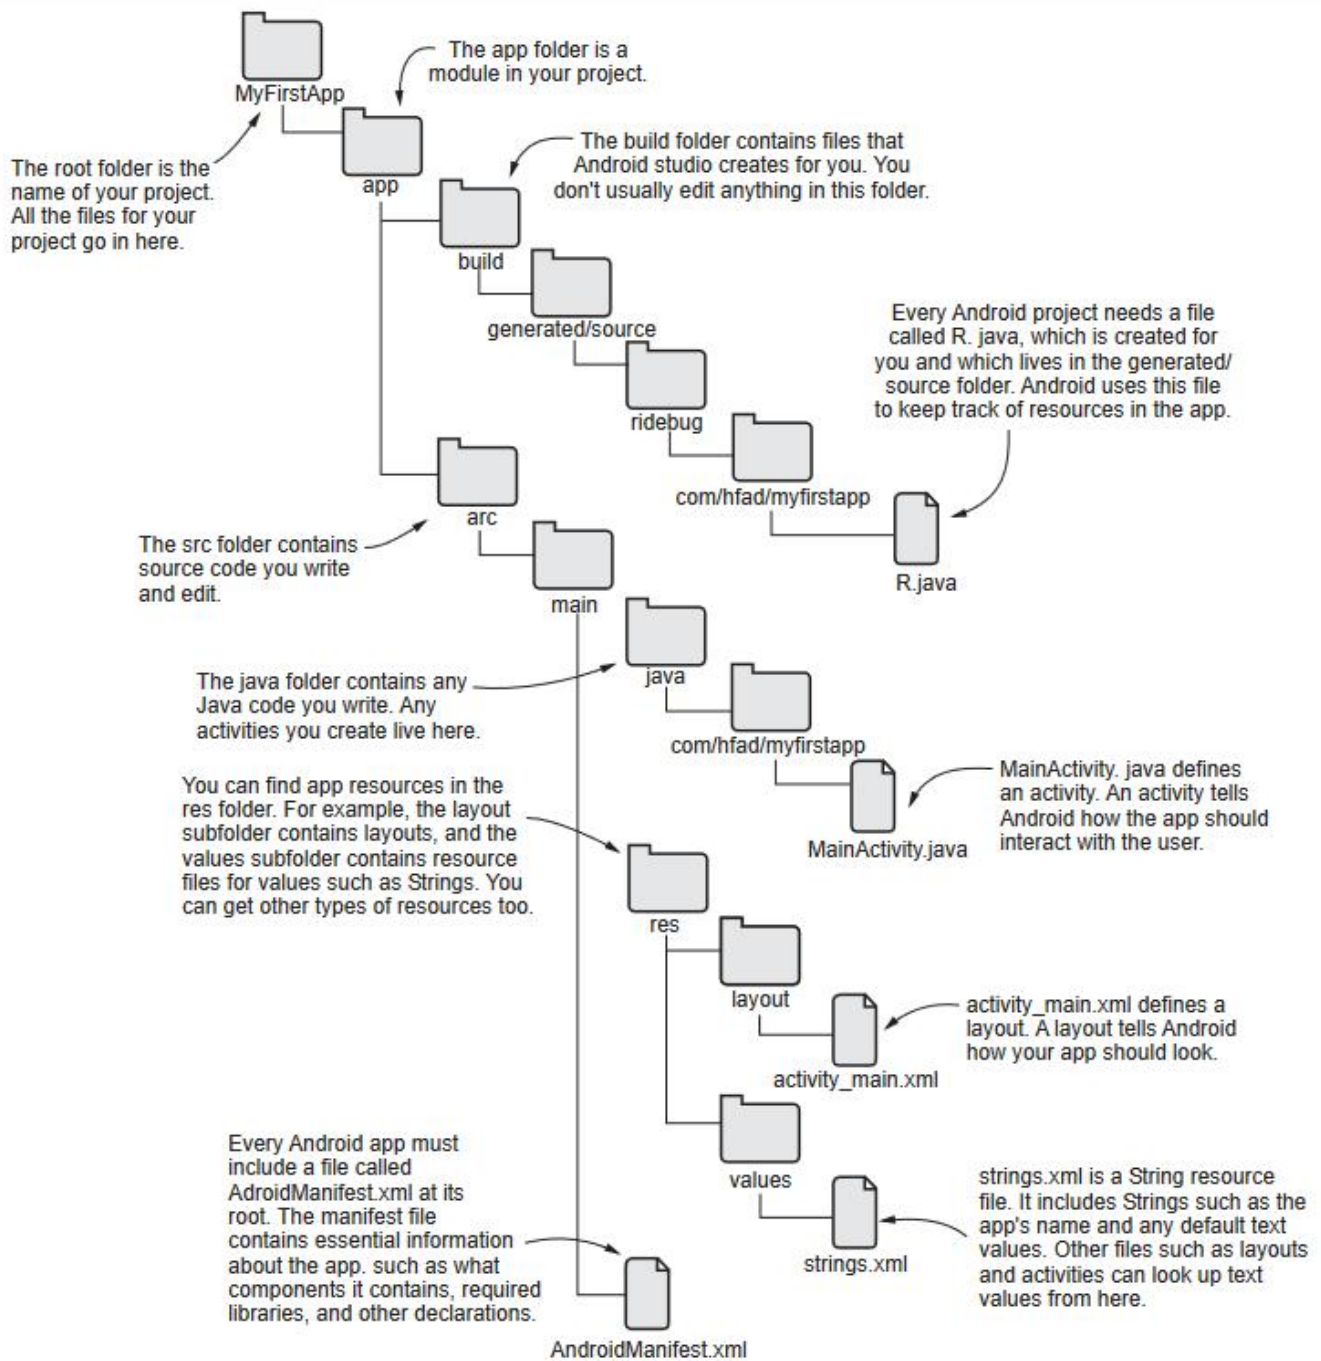 MyFirstApp
The app folder is a
module in your project.
The root folder is the
name of your project.
All the files for your
project go in here.
app
The build folder contains files that
Android studio creates for you. You
don't usually edit anything in this folder.
build
generated/source
Every Android project needs a file
called R. java, which is created for
you and which lives in the generated/
source folder. Android uses this file
to keep track of resources in the app.
ridebug
com/hfad/myfirstapp
R.java
arc
The src folder contains
source code you write
and edit.
main
java
The java folder contains any
Java code you write. Any
activities you create live here.
com/hfad/myfirstapp
MainActivity. java defines
an activity. An activity tells
Android how the app should
interact with the user.
MainActivity.java
You can find app resources in the
res folder. For example, the layout
subfolder contains layouts, and the
values subfolder contains resource
files for values such as Strings. You
can get other types of resources too.
res
layout
activity_main.xml defines a
layout. A layout tells Android
how your app should look.
activity_main.xml
values
strings.xml is a String resource
file. It includes Strings such as the
app's name and any default text
values. Other files such as layouts
and activities can look up text
values from here.
strings.xml
Every Android app must
include a file called
AdroidManifest.xml at its
root. The manifest file
contains essential information
about the app. such as what
components it contains, required
libraries, and other declarations.
AndroidManifest.xml